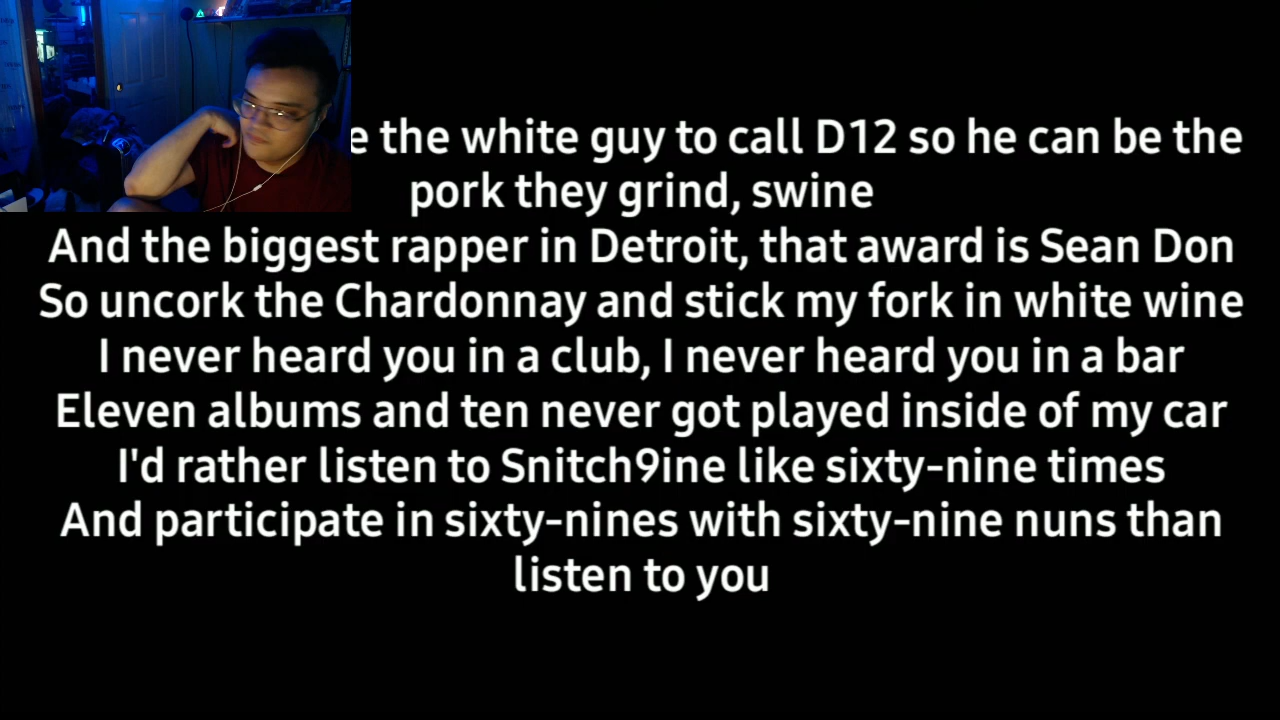 e the white guy to call D12 so he can be the
pork they grind, swine
And the biggest rapper in Detroit, that award is Sean Don
So uncork the Chardonnay and stick my fork in white wine
I never heard you in a club, I never heard you in a bar
Eleven albums and ten never got played inside of my car
I'd rather listen to Snitch9ine like sixty-nine times
And participate in sixty-nines with sixty-nine nuns than
listen to you